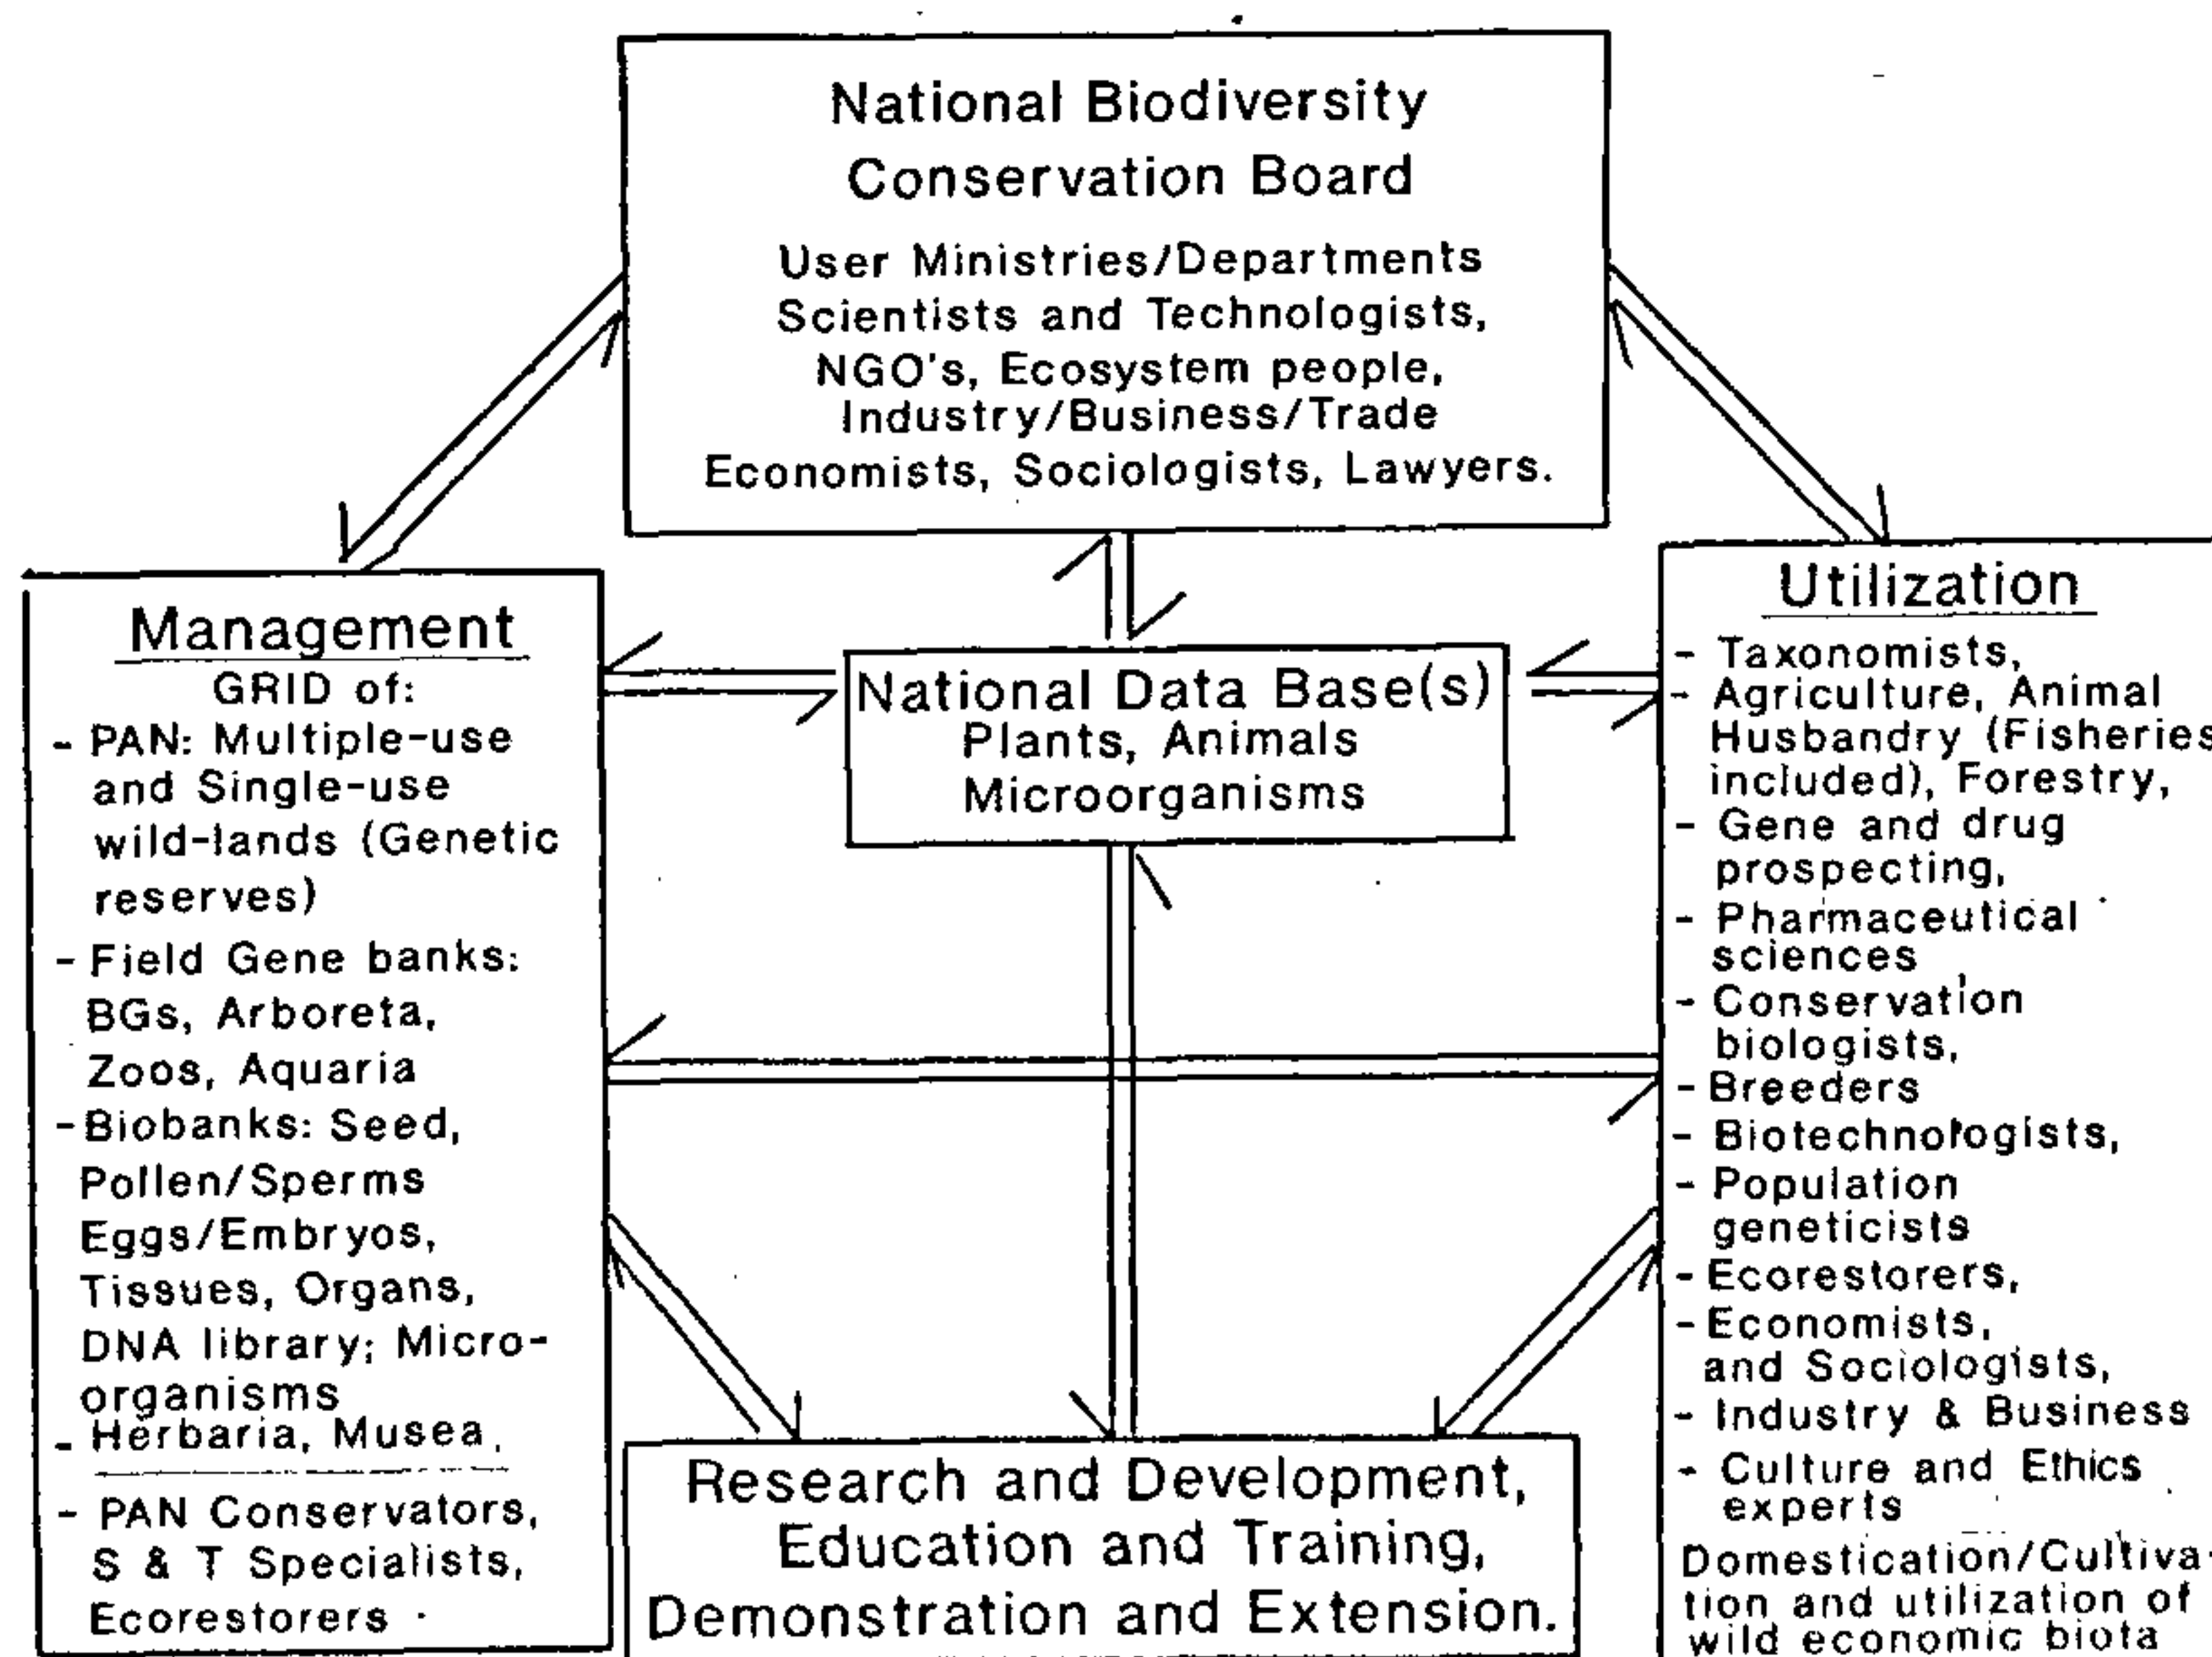 National Biodiversity
Conservation Board
User Ministries/Departments
Scientists and Technologists,
NGO's, Ecosystem people,
Industry/Business/Trade
Economists, Sociologists, Lawyers.
Management
GRID of:
- PAN: Multiple-use
and Single-use
wild-lands (Genetic
reserves)
- Field Gene banks:
BGs, Arboreta,
Zoos, Aquaria
- Biobanks: Seed,
Pollen/Sperms
Eggs/Embryos,
Tissues, Organs,
DNA library; Micro-
organisms
- Herbaria, Musea,
- PAN Conservators,
S & T Specialists,
Ecorestorers
National Data Base(s)
Plants, Animals
Microorganisms
Utilization
- Taxonomists,
- Agriculture, Animal
Husbandry (Fisheries
included), Forestry,
- Gene and drug
prospecting,
- Pharmaceutical
sciences
- Conservation
biologists,
- Breeders
- Biotechnologists,
- Population
geneticists
- Ecorestorers,
- Economists,
and Sociologists,
- Industry & Business
- Culture and Ethics
experts
Domestication/Cultiva-
tion and utilization of
wild economic biota
Research and Development,
Education and Training,
Demonstration and Extension.